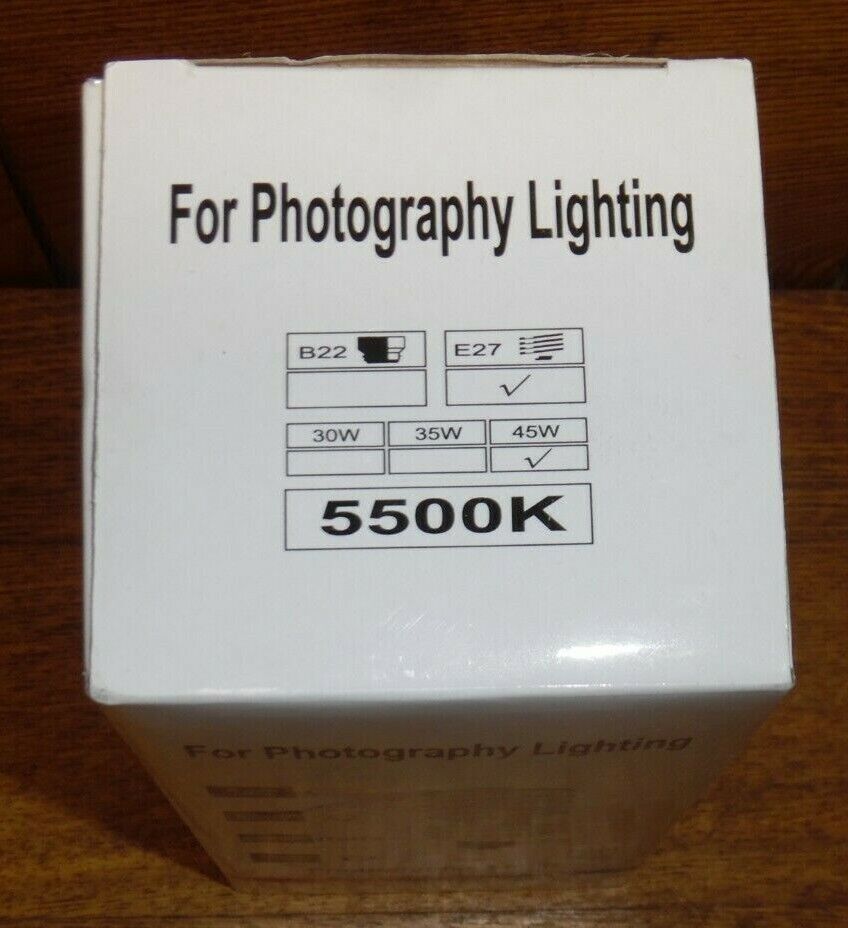 For Photography Lighting
B22 E27
✓
30W 35W 45W
✓
5500K
For Photography Lighting